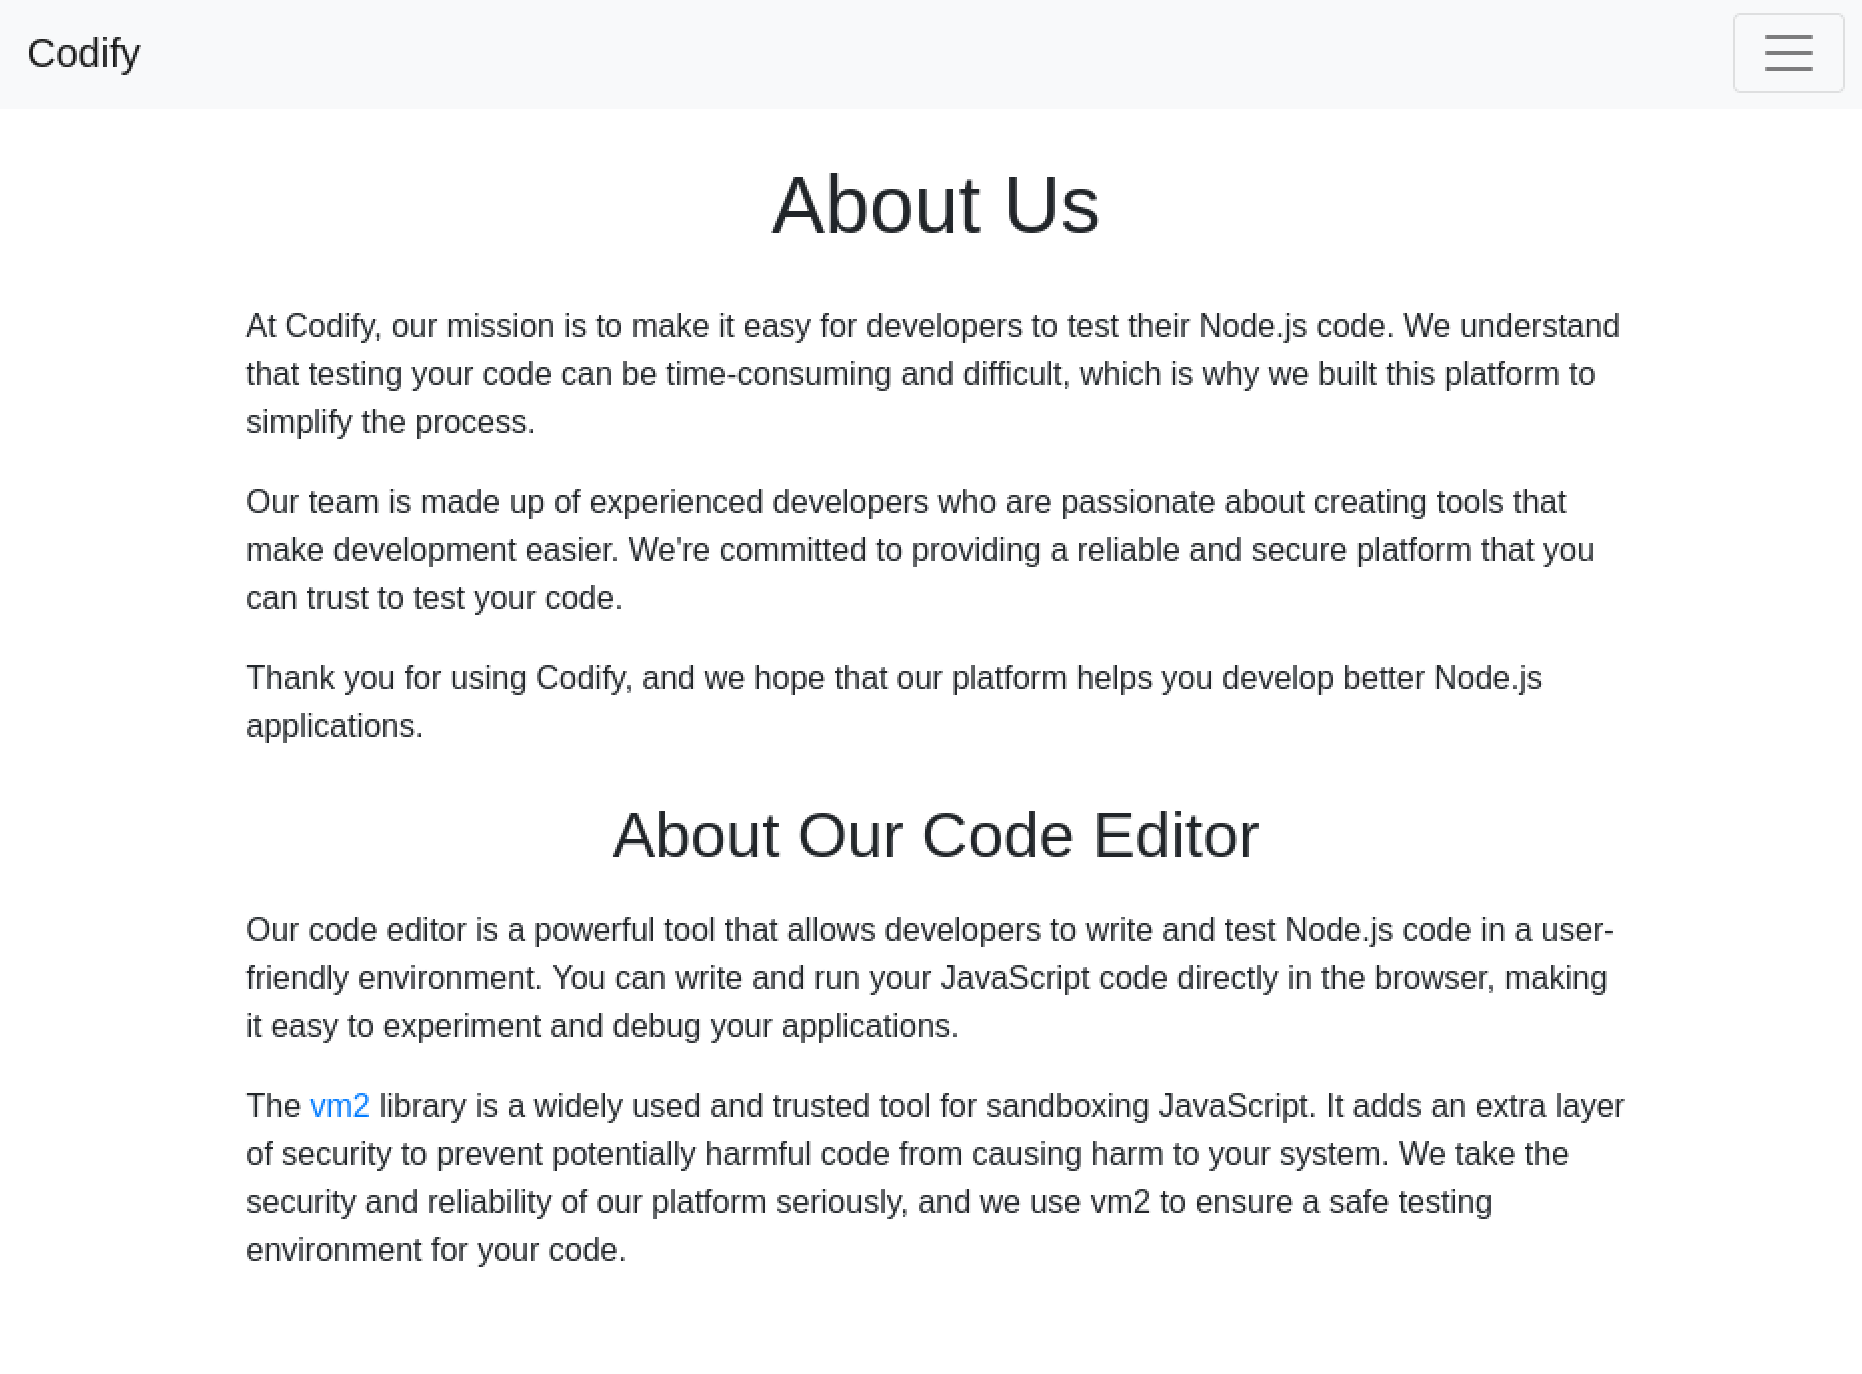 Codify
About Us
At Codify, our mission is to make it easy for developers to test their Node.js code. We understand
that testing your code can be time-consuming and difficult, which is why we built this platform to
simplify the process.
Our team is made up of experienced developers who are passionate about creating tools that
make development easier. We're committed to providing a reliable and secure platform that you
can trust to test your code.
Thank you for using Codify, and we hope that our platform helps you develop better Node.js
applications.
About Our Code Editor
Our code editor is a powerful tool that allows developers to write and test Node.js code in a user-
friendly environment. You can write and run your JavaScript code directly in the browser, making
it easy to experiment and debug your applications.
The vm2 library is a widely used and trusted tool for sandboxing JavaScript. It adds an extra layer
of security to prevent potentially harmful code from causing harm to your system. We take the
security and reliability of our platform seriously, and we use vm2 to ensure a safe testing
environment for your code.